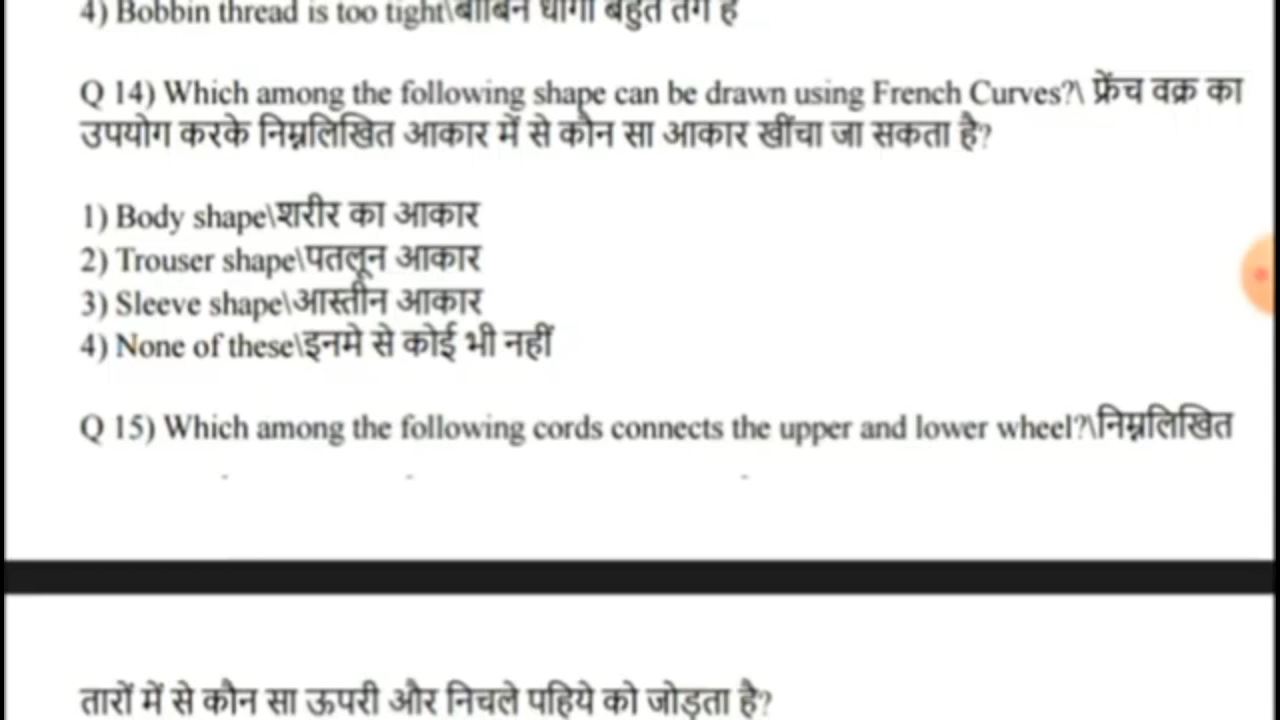 4) Bobbin thread is too tight\बॉबिन धागा बहुत तंग है
Q 14) Which among the following shape can be drawn using French Curves?\ फ्रेंच वक्र का
उपयोग करके निम्नलिखित आकार में से कौन सा आकार खींचा जा सकता है?
1) Body shape\शरीर का आकार
2) Trouser shape\पतलून आकार
3) Sleeve shape\आस्तीन आकार
4) None of these\इनमे से कोई भी नहीं
Q 15) Which among the following cords connects the upper and lower wheel?\निम्नलिखित
तारों में से कौन सा ऊपरी और निचले पहिये को जोड़ता है?